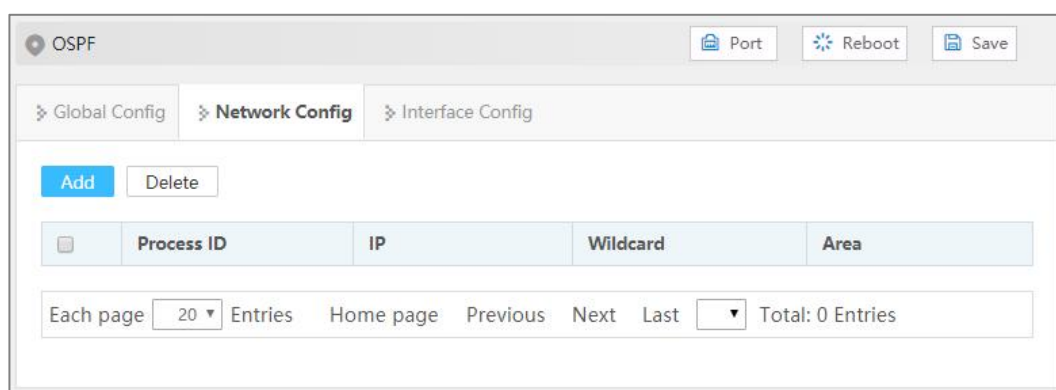 OSPF Port Reboot Save
Global Config Network Config Interface Config
Add Delete
Process ID IP Wildcard Area
Each page 20 Entries Home page Previous Next Last Total: 0 Entries